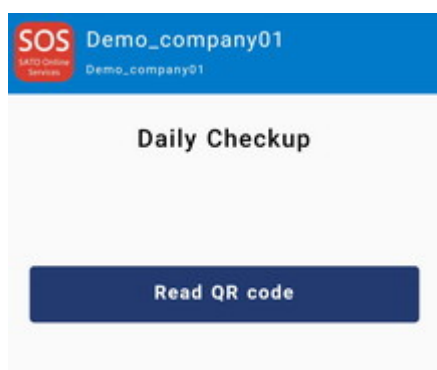 SOS
SATO Online
Services
Demo_company01
Demo_company01
Daily Checkup
Read QR code